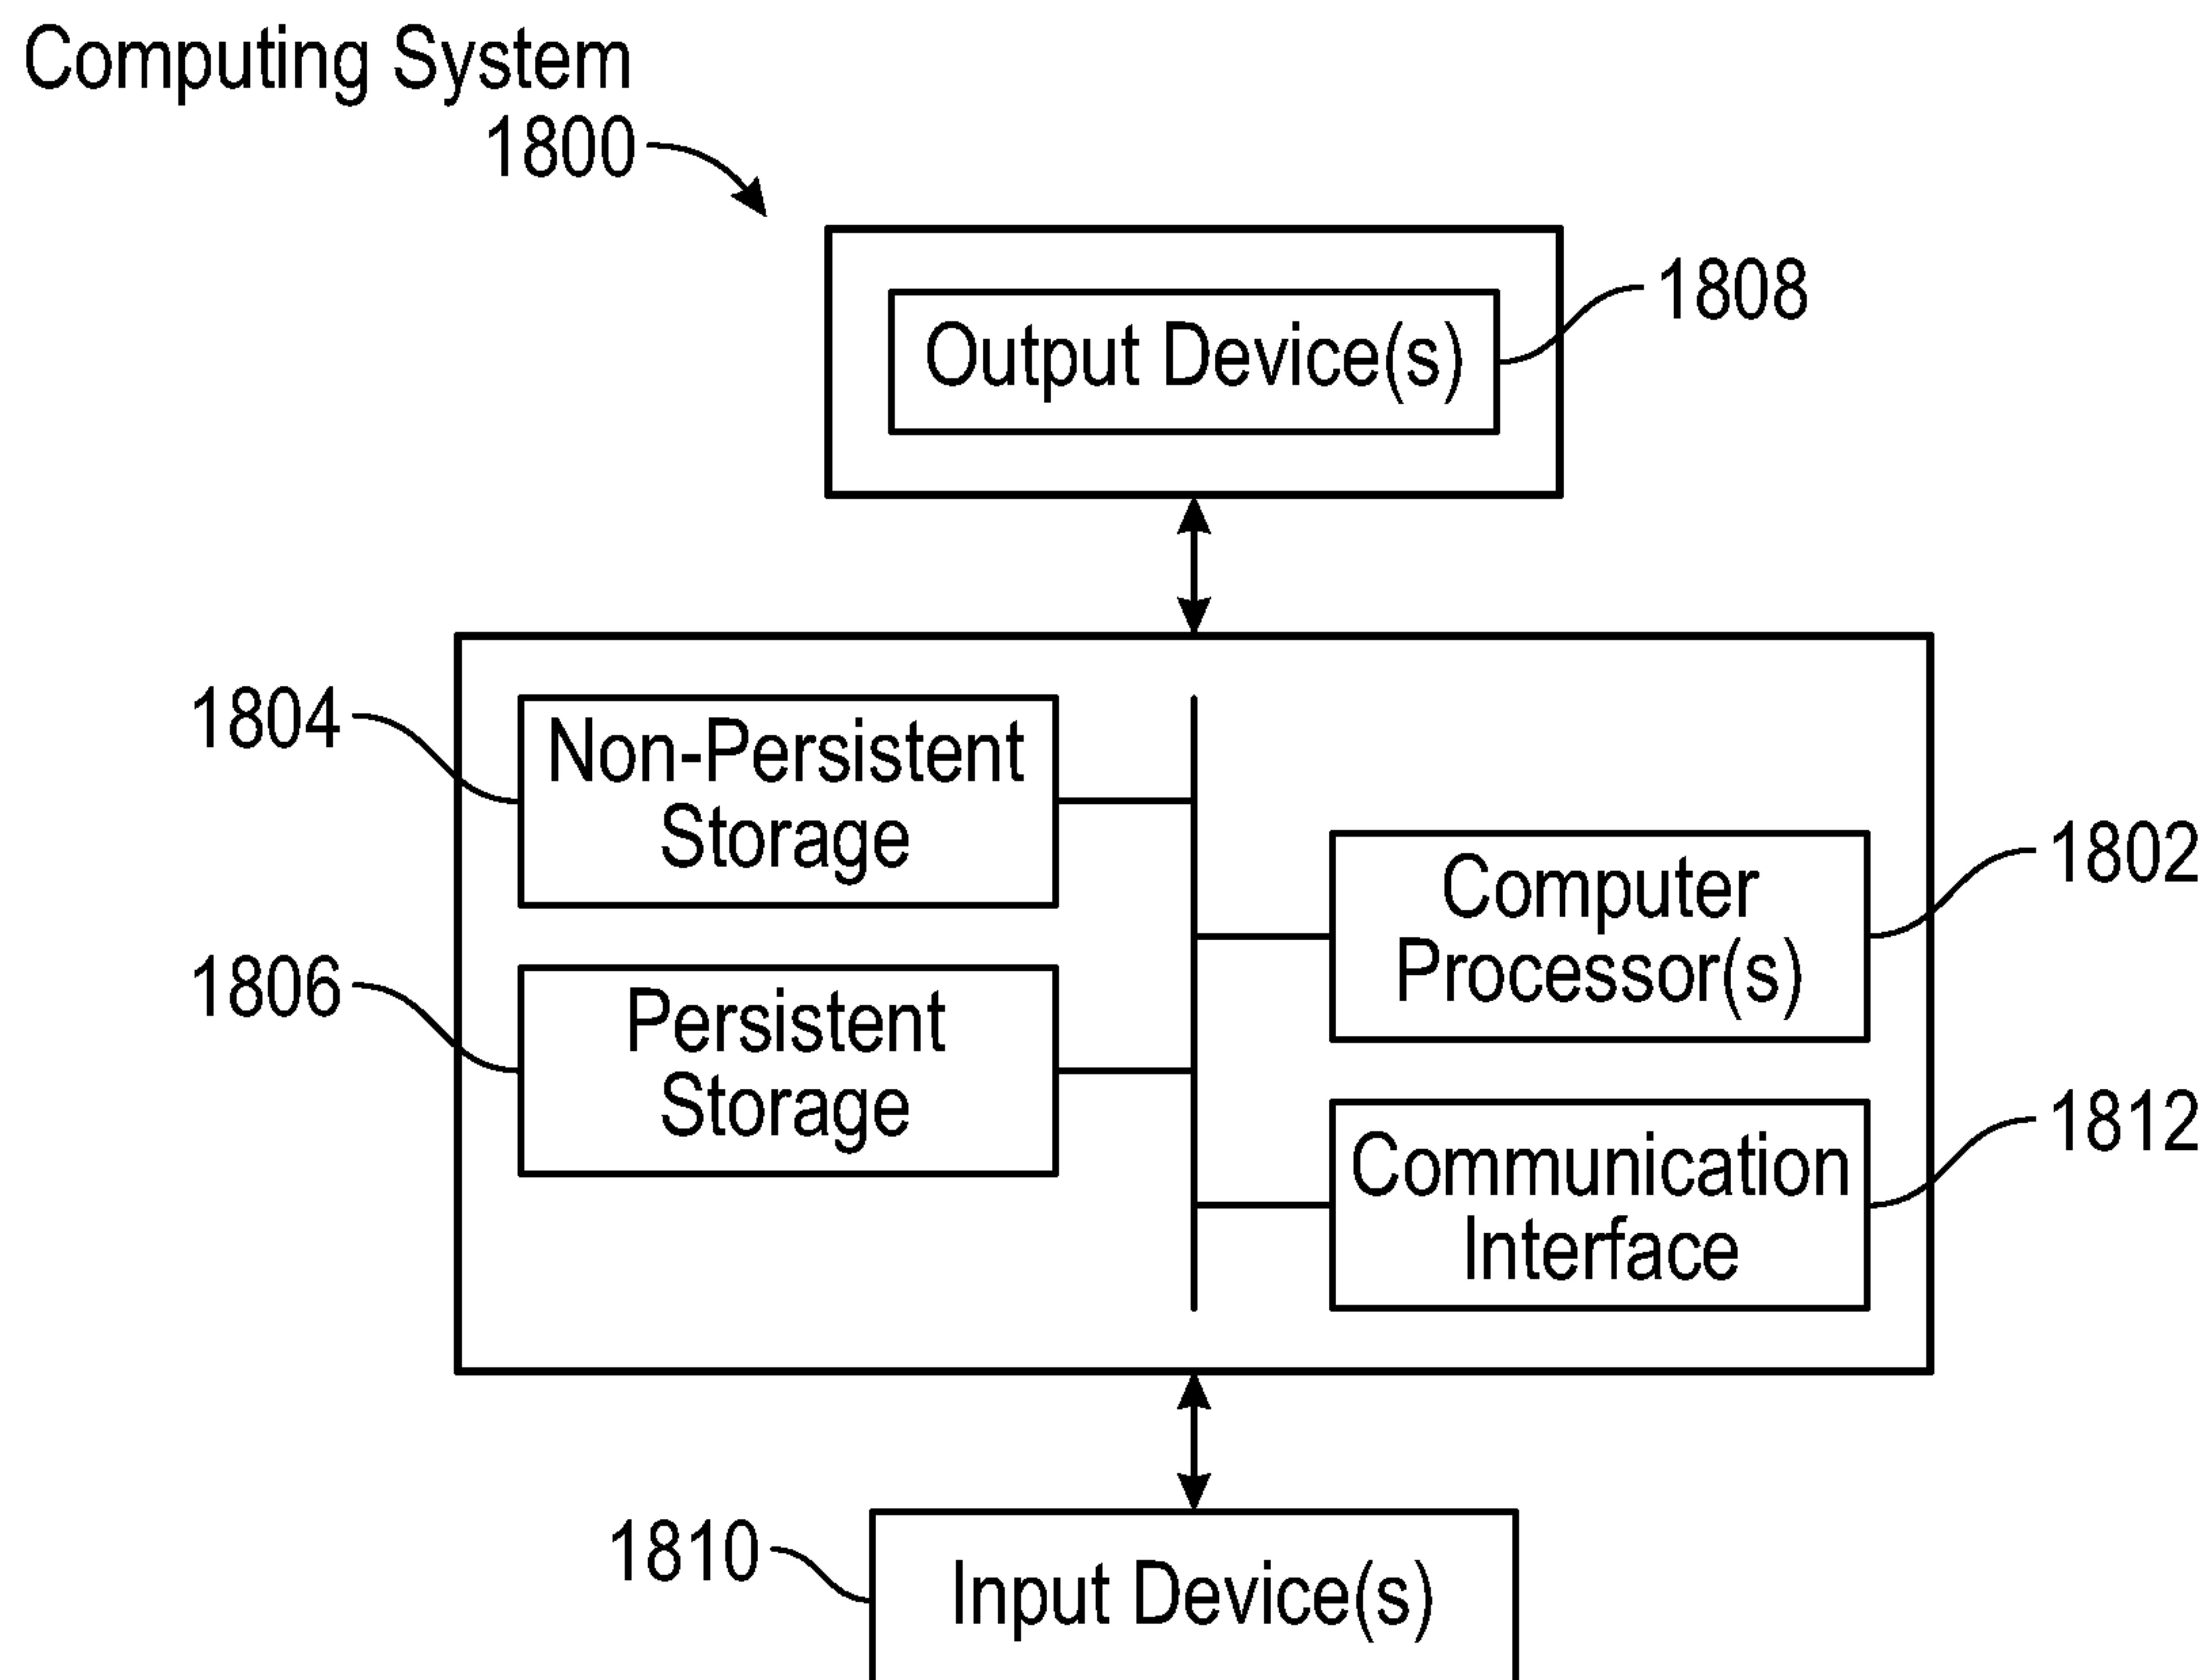 Computing System
1800
1808
Output Device(s)
1804
Non-Persistent
Storage
1802
Computer
Processor(s)
1806
Persistent
Storage
1812
Communication
Interface
1810
Input Device(s)